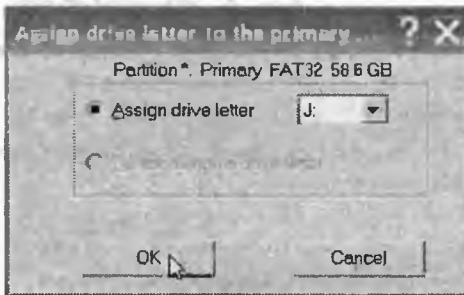 Assign drive letter to the primary ...
Partition*. Primary FAT32 58 6 GB
Assign drive letter J:
OK Cancel